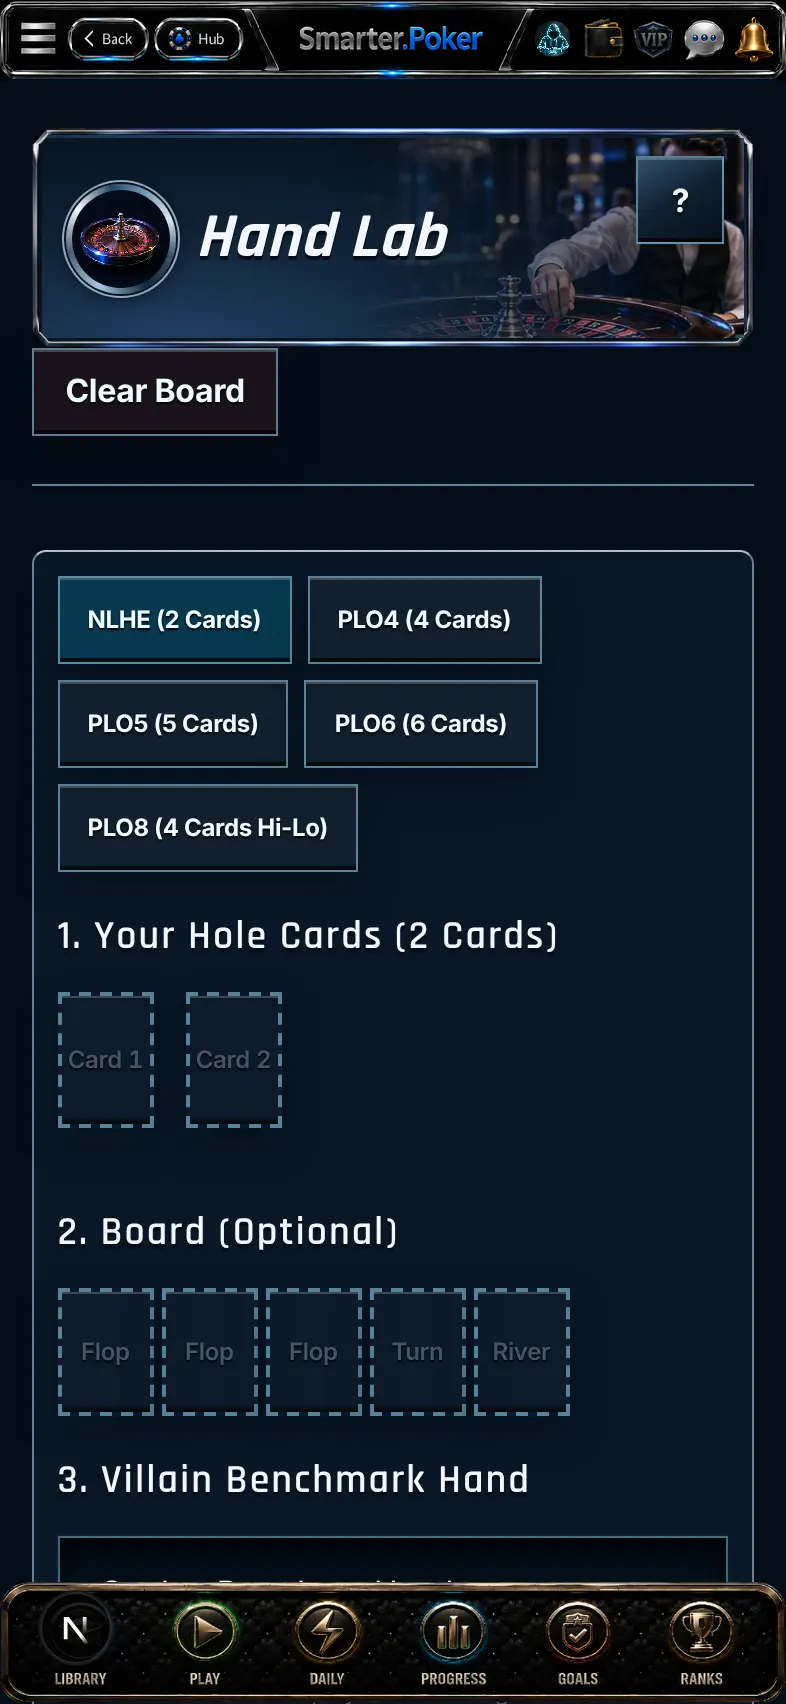 Back
Hub
Smarter.Poker
VIP
Hand Lab
?
Clear Board
NLHE (2 Cards)
PLO4 (4 Cards)
PLO5 (5 Cards)
PLO6 (6 Cards)
PLO8 (4 Cards Hi-Lo)
1. Your Hole Cards (2 Cards)
Card 1
Card 2
2. Board (Optional)
Flop
Flop
Flop
Turn
River
3. Villain Benchmark Hand
N
LIBRARY
PLAY
DAILY
PROGRESS
GOALS
RANKS